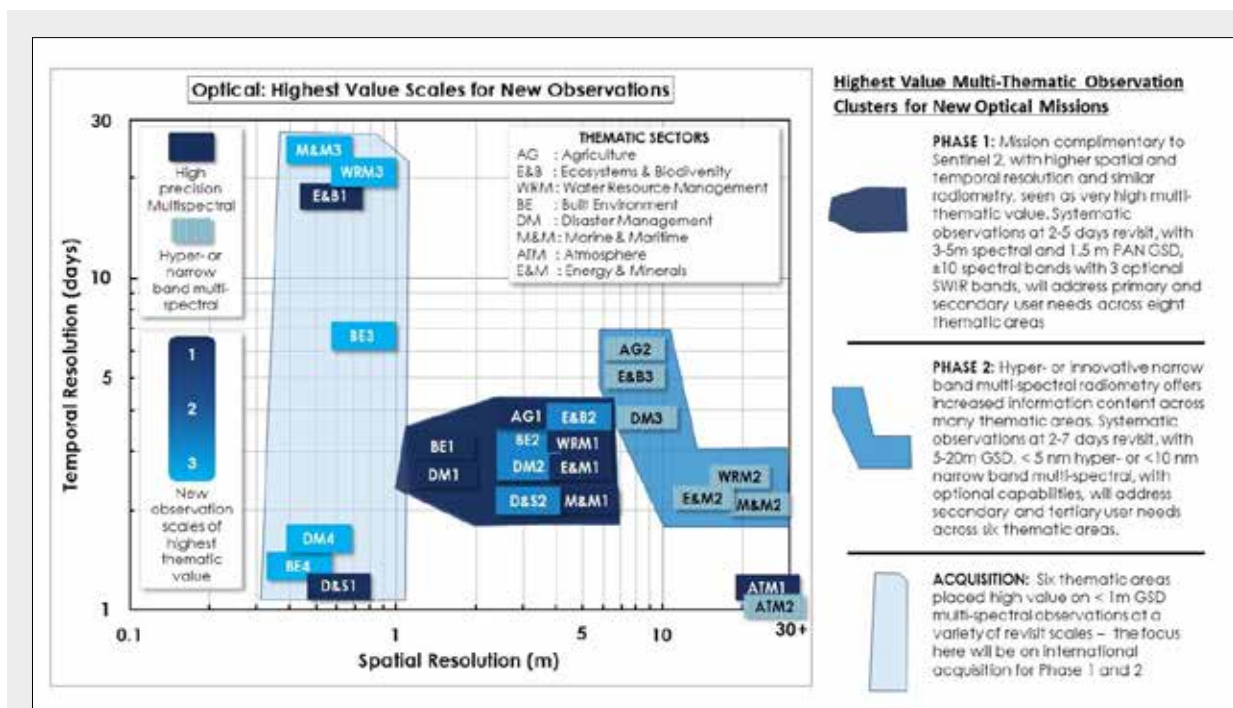 Optical: Highest Value Scales for New Observations
30
10
5
1
Temporal Resolution (days)
High
precision
Multispectral
Hyper- or
narrow
band multi-
spectral
1
2
3
New
observation
scales of
highest
thematic
value
THEMATIC SECTORS
AG : Agriculture
E&B : Ecosystems & Biodiversity
WRM : Water Resource Management
BE : Built Environment
DM : Disaster Management
M&M : Marine & Maritime
ATM : Atmosphere
E&M : Energy & Minerals
M&M3
WRM3
E&B1
BE3
AG2
E&B3
DM3
AG1 E&B2
BE1 BE2 WRM1
DM1 DM2 E&M1
D&S2 M&M1
WRM2
E&M2 M&M2
DM4
BE4
D&S1
ATM1
ATM2
0.1 1 5 10 30+
Spatial Resolution (m)
Highest Value Multi-Thematic Observation
Clusters for New Optical Missions
PHASE 1: Mission complimentary to
Sentinel 2, with higher spatial and
temporal resolution and similar
radiometry, seen as very high multi-
thematic value. Systematic
observations at 2-5 days revisit, with
3-5m spectral and 1.5 m PAN GSD,
±10 spectral bands with 3 optional
SWIR bands, will address primary and
secondary user needs across eight
thematic areas
PHASE 2: Hyper- or innovative narrow
band multi-spectral radiometry offers
increased information content across
many thematic areas. Systematic
observations at 2-7 days revisit, with
5-20m GSD, < 5 nm hyper- or <10 nm
narrow band multi-spectral, with
optional capabilities, will address
secondary and tertiary user needs
across six thematic areas.
ACQUISITION: Six thematic areas
placed high value on < 1m GSD
multi-spectral observations at a
variety of revisit scales – the focus
here will be on international
acquisition for Phase 1 and 2